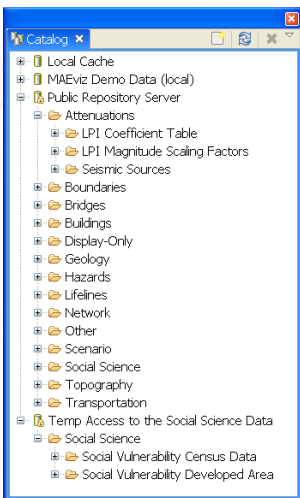 Catalog
Local Cache
MAEviz Demo Data (local)
Public Repository Server
Attenuations
LPI Coefficient Table
LPI Magnitude Scaling Factors
Seismic Sources
Boundaries
Bridges
Buildings
Display-Only
Geology
Hazards
Lifelines
Network
Other
Scenario
Social Science
Topography
Transportation
Temp Access to the Social Science Data
Social Science
Social Vulnerability Census Data
Social Vulnerability Developed Area